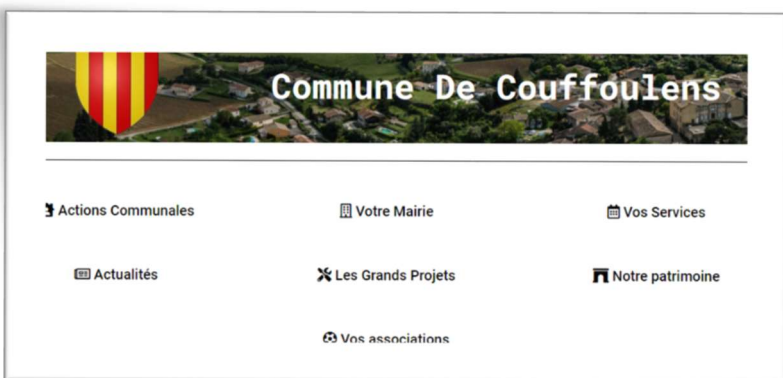 Commune De Couffoulens
Actions Communales
Votre Mairie
Vos Services
Actualités
Les Grands Projets
Notre patrimoine
Vos associations